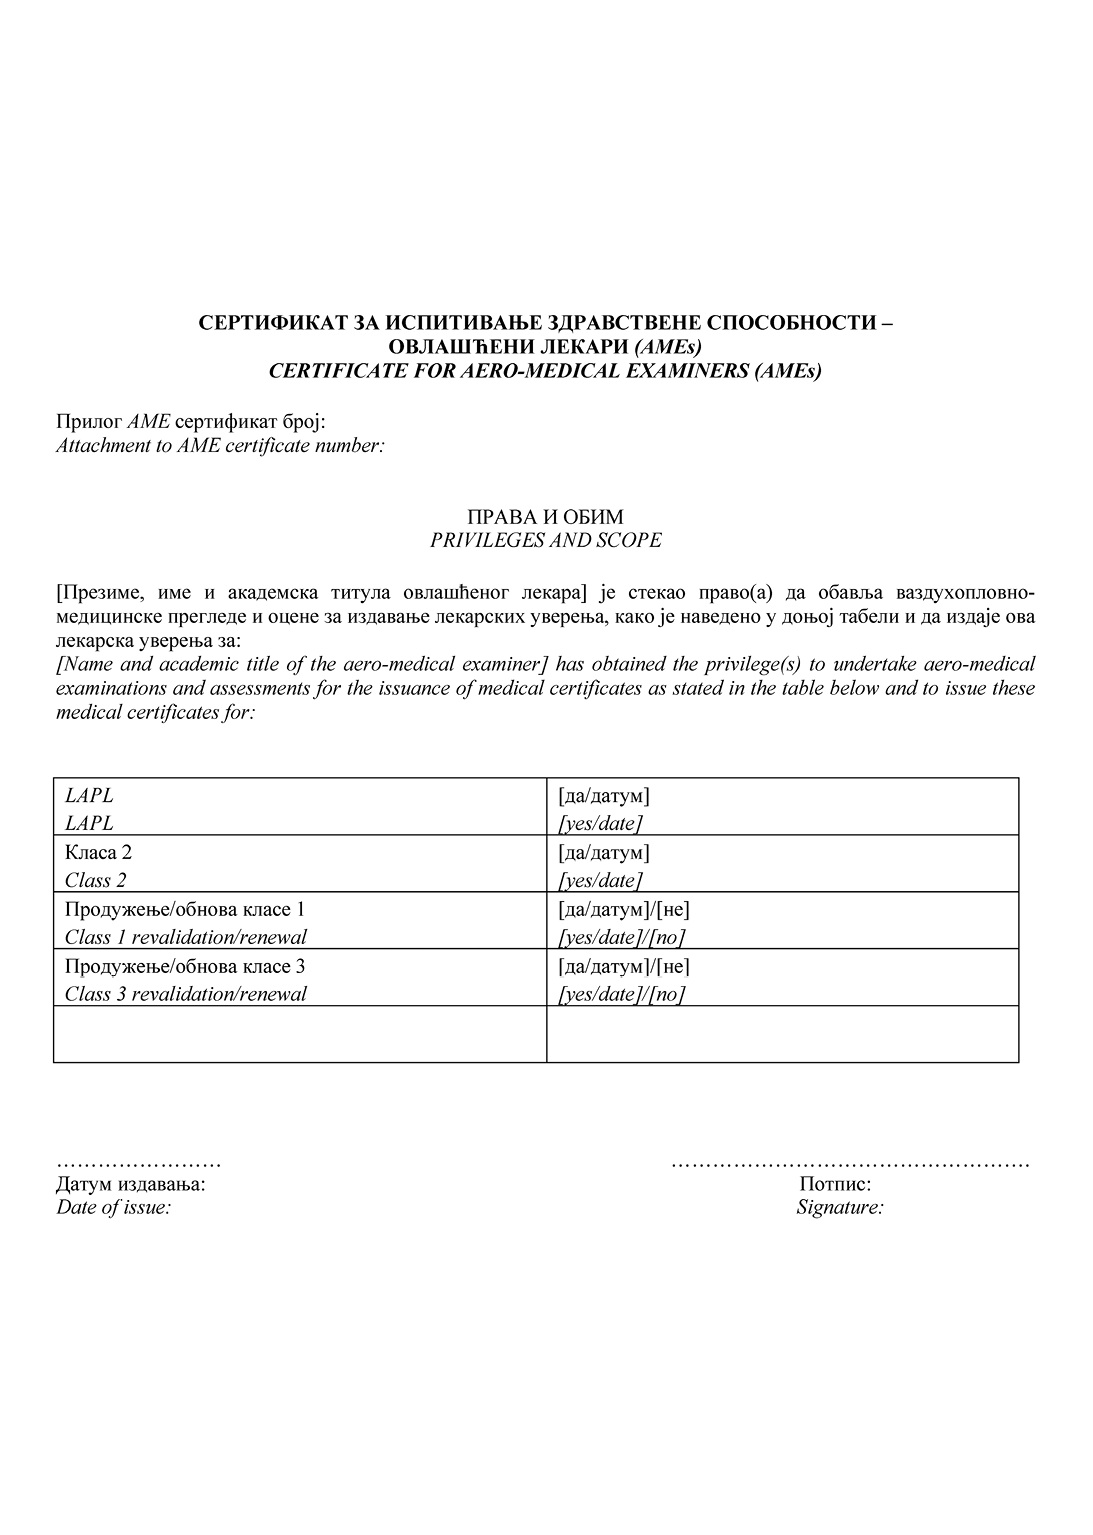 СЕРТИФИКАТ ЗА ИСПИТИВАЊЕ ЗДРАВСТВЕНЕ СПОСОБНОСТИ –
ОВЛАШЋЕНИ ЛЕКАРИ (AMEs)
CERTIFICATE FOR AERO-MEDICAL EXAMINERS (AMEs)
Прилог AME сертификат број:
Attachment to AME certificate number:
ПРАВА И ОБИМ
PRIVILEGES AND SCOPE
[Презиме, име и академска титула овлашћеног лекара] је стекао право(а) да обавља ваздухопловно-
медицинске прегледе и оцене за издавање лекарских уверења, како је наведено у доњој табели и да издаје ова
лекарска уверења за:
[Name and academic title of the aero-medical examiner] has obtained the privilege(s) to undertake aero-medical
examinations and assessments for the issuance of medical certificates as stated in the table below and to issue these
medical certificates for:
LAPL
LAPL
[да/датум]
[yes/date]
Класа 2
Class 2
[да/датум]
[yes/date]
Продужење/обнова класе 1
Class 1 revalidation/renewal
[да/датум]/[не]
[yes/date]/[no]
Продужење/обнова класе 3
Class 3 revalidation/renewal
[да/датум]/[не]
[yes/date]/[no]
…………………… …………………………………………….
Датум издавања: Потпис:
Date of issue: Signature: